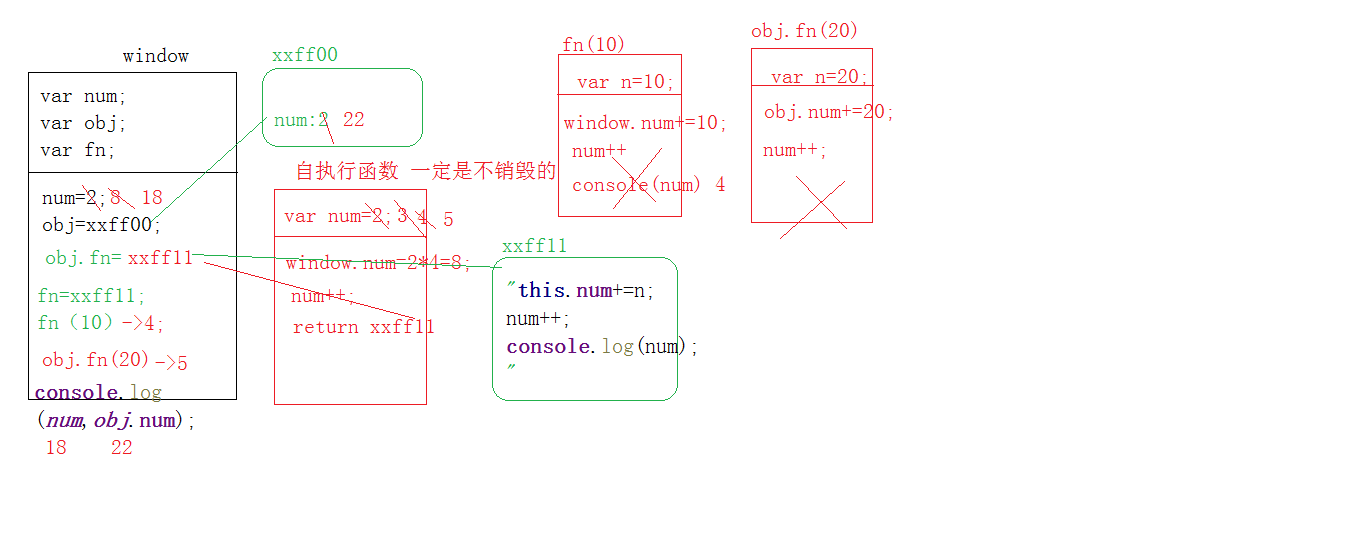 window
var num;
var obj;
var fn;
num=2; 8 18
obj=xxff00;
obj.fn= xxff11
fn=xxff11;
fn（10）->4;
obj.fn(20) ->5
console.log
(num,obj.num);
18 22
xxff00
num:2 22
自执行函数 一定是不销毁的
var num=2; 3 4 5
window.num=2*4=8;
num++;
return xxff11
xxff11
"this.num+=n;
num++;
console.log(num);
"
fn(10)
var n=10;
window.num+=10;
num++
console(num) 4
obj.fn(20)
var n=20;
obj.num+=20;
num++;